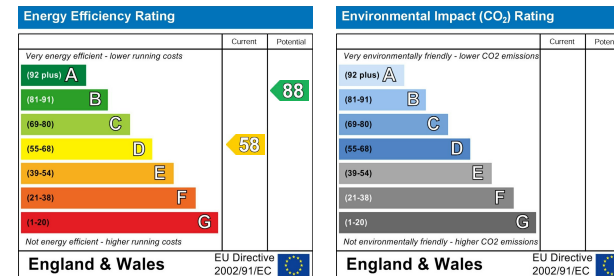 Energy Efficiency Rating
Current Potential
Very energy efficient - lower running costs
(92 plus) A
(81-91) B
88
(69-80) C
(55-68) D
58
(39-54) E
(21-38) F
(1-20) G
Not energy efficient - higher running costs
England & Wales
EU Directive
2002/91/EC
Environmental Impact (CO₂) Rating
Current Poten
Very environmentally friendly - lower CO2 emissions
(92 plus) A
(81-91) B
(69-80) C
(55-68) D
(39-54) E
(21-38) F
(1-20) G
Not environmentally friendly - higher CO2 emissions
England & Wales
EU Directive
2002/91/EC